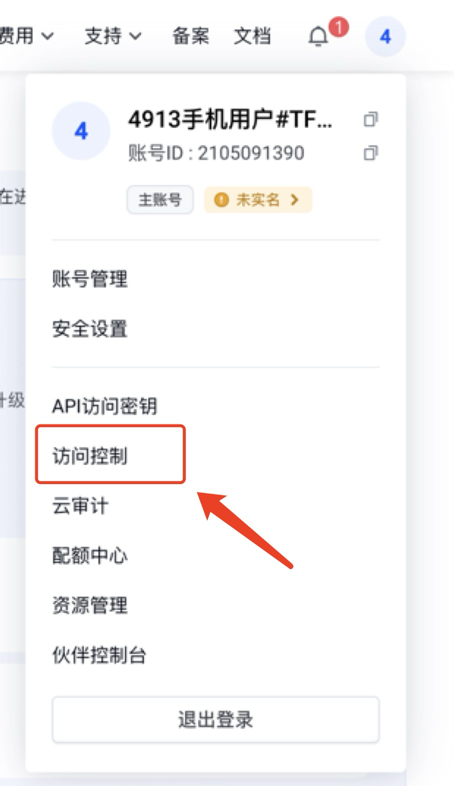 费用 支持 备案 文档 1 4
4 4913手机用户#TF...
账号ID : 2105091390
主账号 未实名
在进
账号管理
安全设置
升级
API访问密钥
访问控制
云审计
配额中心
资源管理
伙伴控制台
退出登录